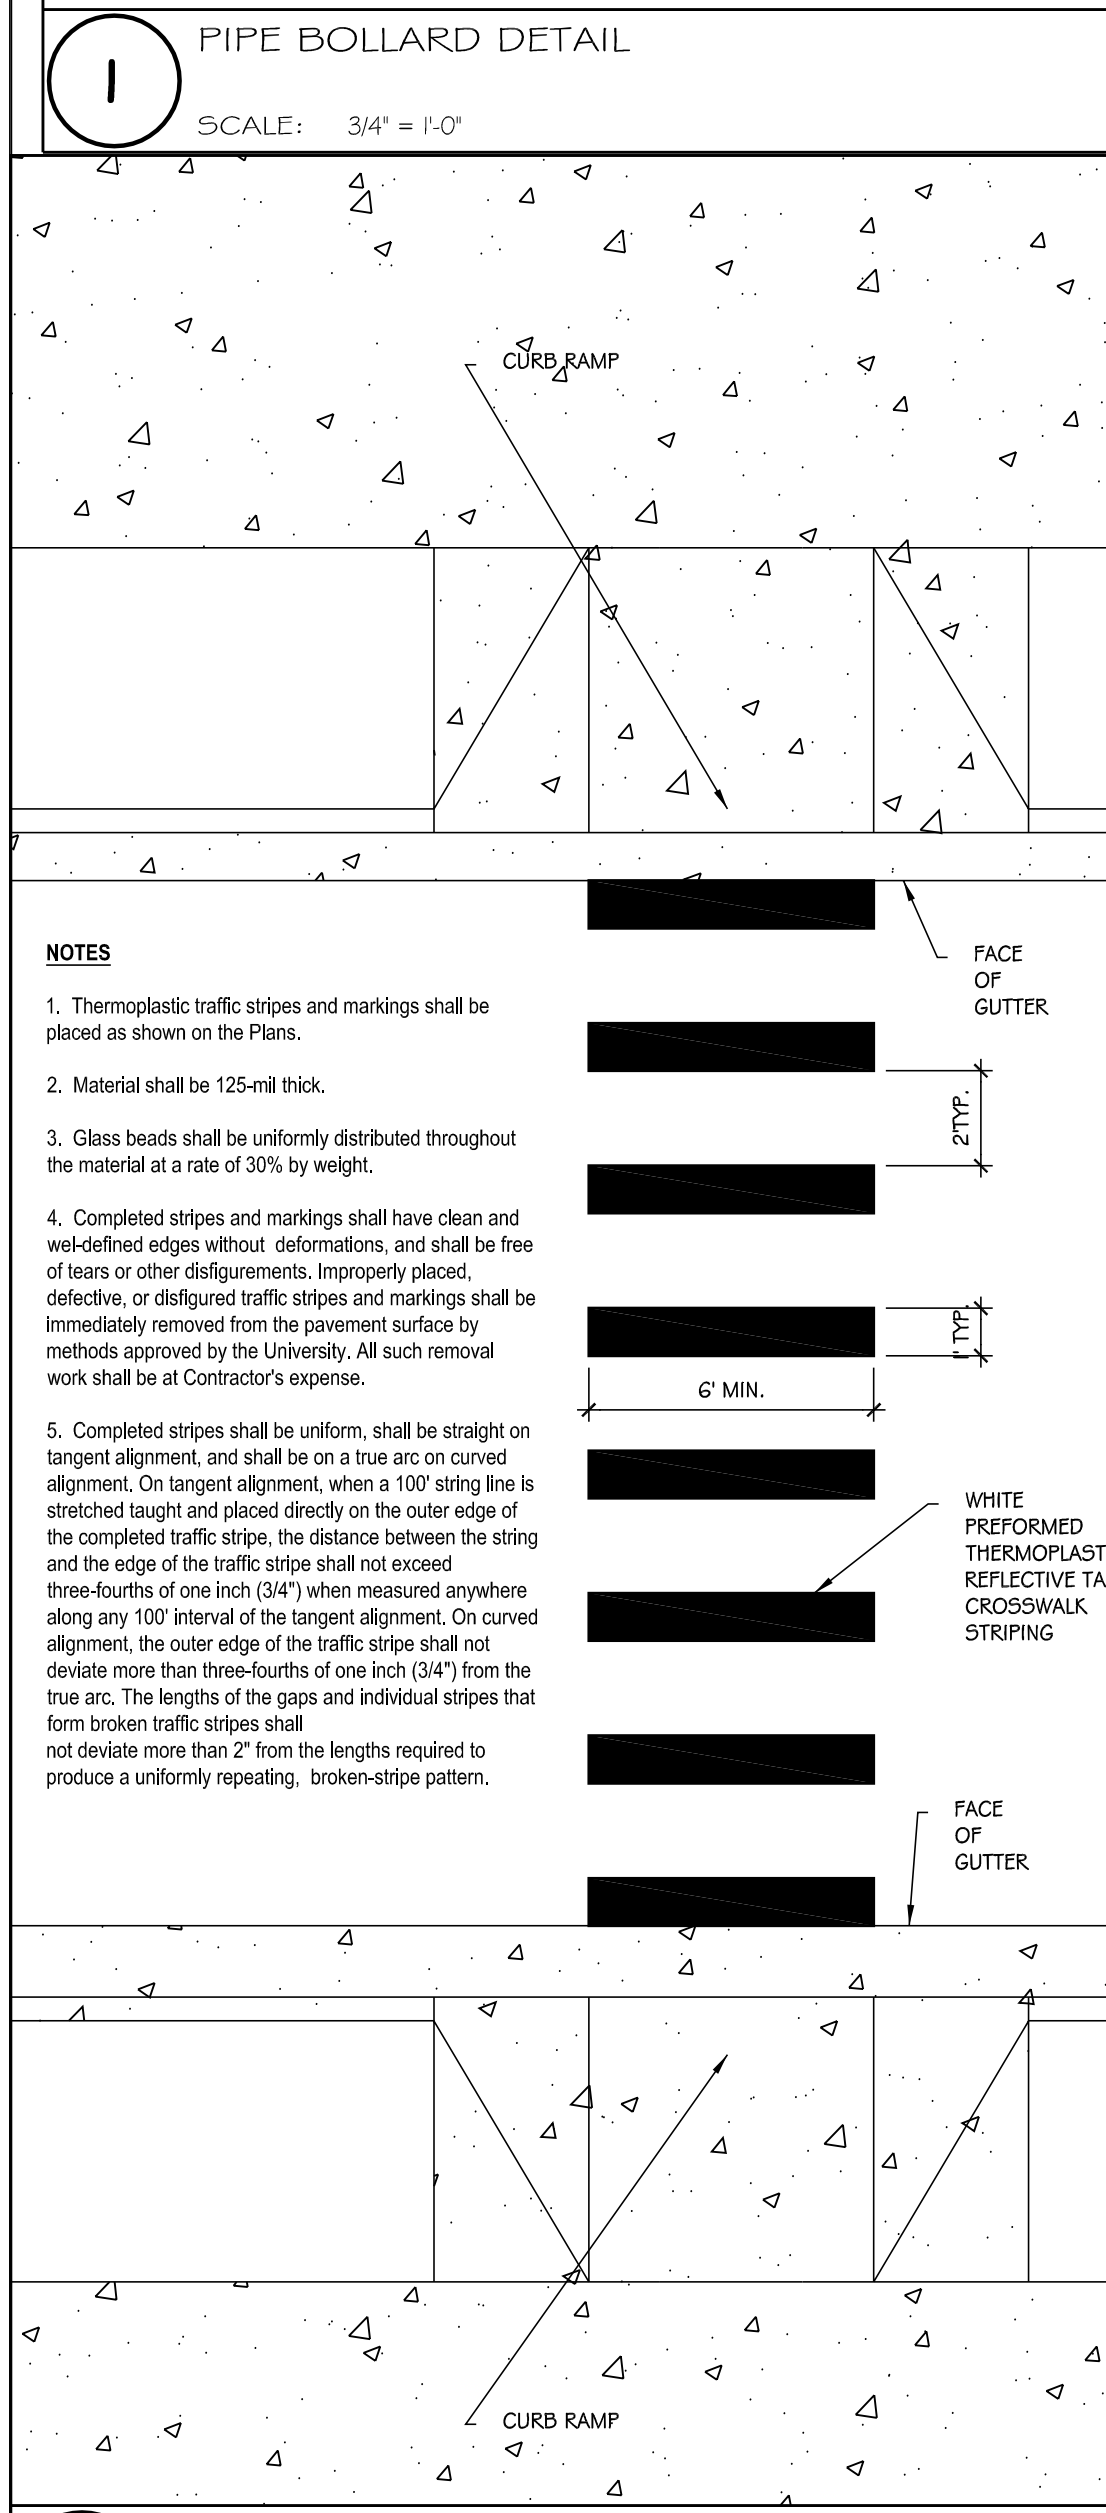 1
PIPE BOLLARD DETAIL
SCALE: 3/4" = 1'-0"
CURB RAMP
FACE
OF
GUTTER
NOTES
1. Thermoplastic traffic stripes and markings shall be
placed as shown on the Plans.
2. Material shall be 125-mil thick.
3. Glass beads shall be uniformly distributed throughout
the material at a rate of 30% by weight.
4. Completed stripes and markings shall have clean and
wel-defined edges without deformations, and shall be free
of tears or other disfigurements. Improperly placed,
defective, or disfigured traffic stripes and markings shall be
immediately removed from the pavement surface by
methods approved by the University. All such removal
work shall be at Contractor's expense.
5. Completed stripes shall be uniform, shall be straight on
tangent alignment, and shall be on a true arc on curved
alignment. On tangent alignment, when a 100' string line is
stretched taught and placed directly on the outer edge of
the completed traffic stripe, the distance between the string
and the edge of the traffic stripe shall not exceed
three-fourths of one inch (3/4") when measured anywhere
along any 100' interval of the tangent alignment. On curved
alignment, the outer edge of the traffic stripe shall not
deviate more than three-fourths of one inch (3/4") from the
true arc. The lengths of the gaps and individual stripes that
form broken traffic stripes shall
not deviate more than 2" from the lengths required to
produce a uniformly repeating, broken-stripe pattern.
2'TYP.
1' TYP.
6' MIN.
WHITE
PREFORMED
THERMOPLAST
REFLECTIVE TA
CROSSWALK
STRIPING
FACE
OF
GUTTER
CURB RAMP